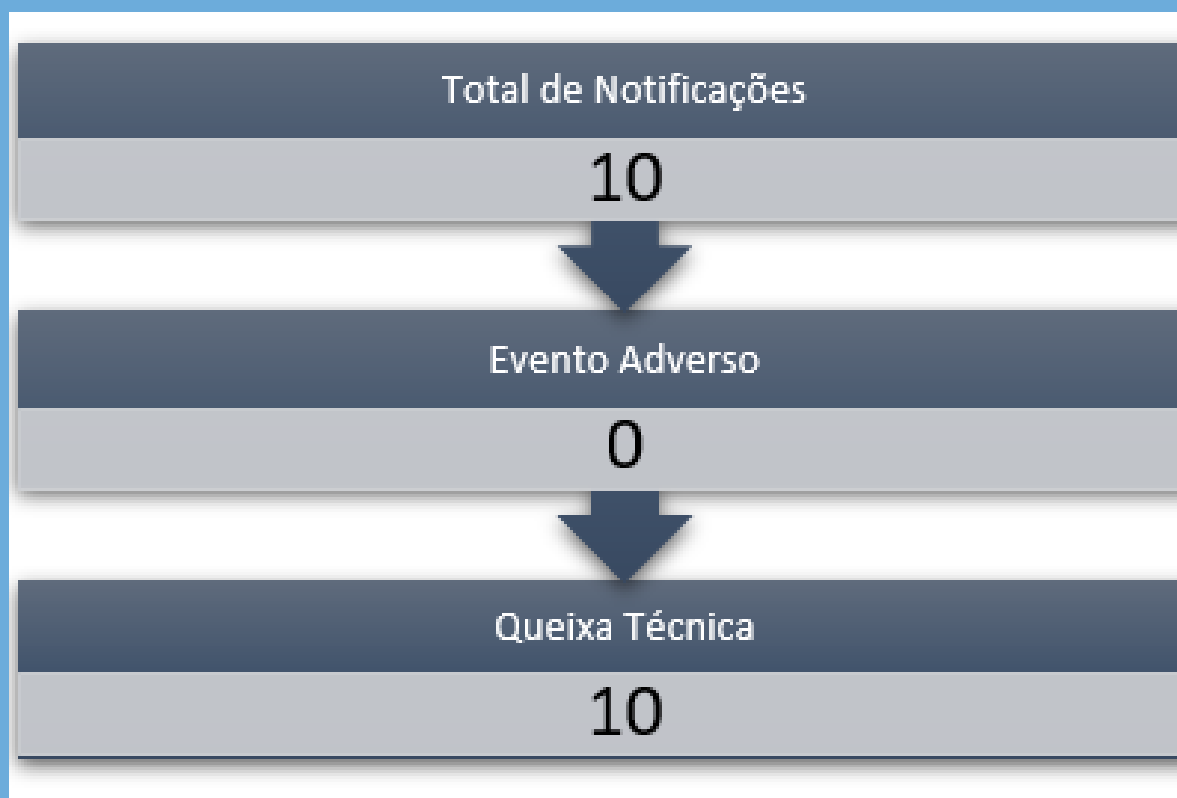 Total de Notificações
10
Evento Adverso
0
Queixa Técnica
10